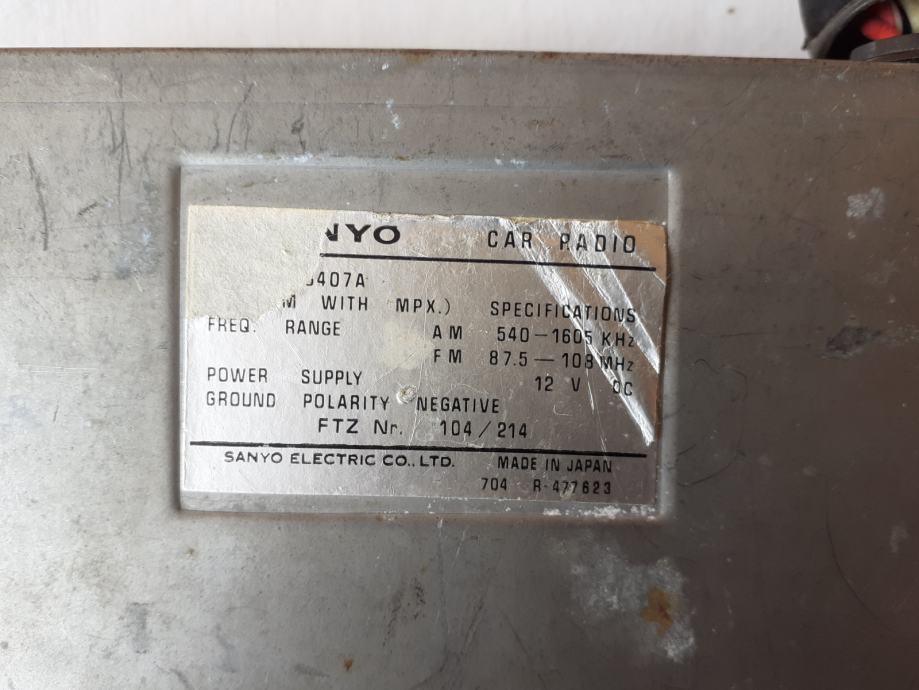 NYO CAR RADIO
407A
M WITH MPX.) SPECIFICATIONS
FREQ. RANGE AM 540-1605 KHz
FM 87.5-108 MHz
POWER SUPPLY 12 V DC
GROUND POLARITY NEGATIVE
FTZ Nr. 104/214
SANYO ELECTRIC CO., LTD. MADE IN JAPAN
704 R-477623